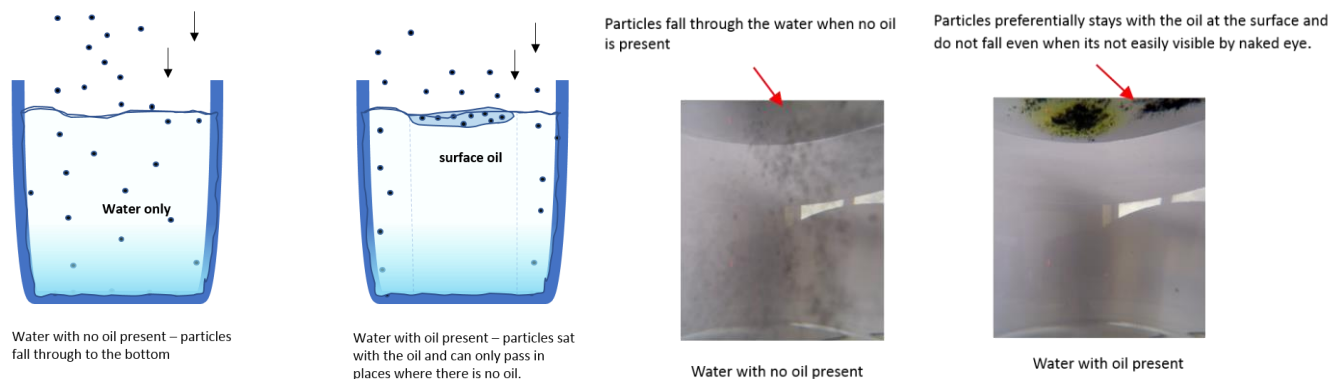 Water only
Water with no oil present – particles
fall through to the bottom
surface oil
Water with oil present – particles sat
with the oil and can only pass in
places where there is no oil.
Particles fall through the water when no oil
is present
Water with no oil present
Particles preferentially stays with the oil at the surface and
do not fall even when its not easily visible by naked eye.
Water with oil present